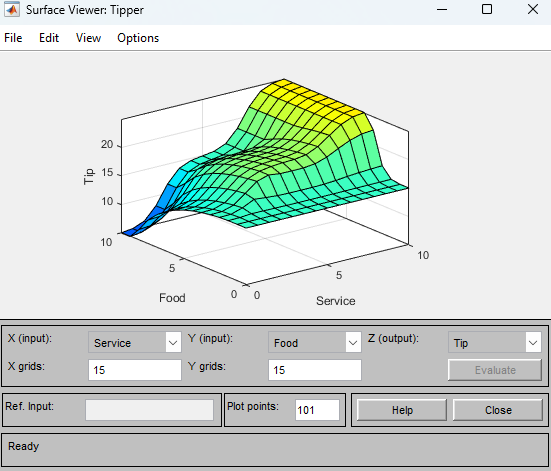 Surface Viewer: Tipper
File Edit View Options
20
15
10
Tip
10
5
0
Food
0
5
10
Service
X (input): Service Y (input): Food Z (output): Tip
X grids: 15 Y grids: 15 Evaluate
Ref. Input: Plot points: 101 Help Close
Ready